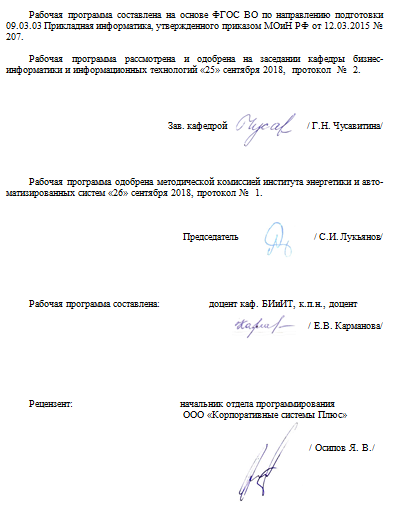 Рабочая программа составлена на основе ФГОС ВО по направлению подготовки
09.03.03 Прикладная информатика, утвержденного приказом МОиН РФ от 12.03.2015 №
207.
Рабочая программа рассмотрена и одобрена на заседании кафедры бизнес-
информатики и информационных технологий «25» сентября 2018, протокол № 2.
Зав. кафедрой / Г.Н. Чусавитина/
Рабочая программа одобрена методической комиссией института энергетики и авто-
матизированных систем «26» сентября 2018, протокол № 1.
Председатель / С.И. Лукьянов/
Рабочая программа составлена: доцент каф. БИиИТ, к.п.н., доцент
/ Е.В. Карманова/
Рецензент: начальник отдела программирования
ООО «Корпоративные системы Плюс»
/ Осипов Я. В./